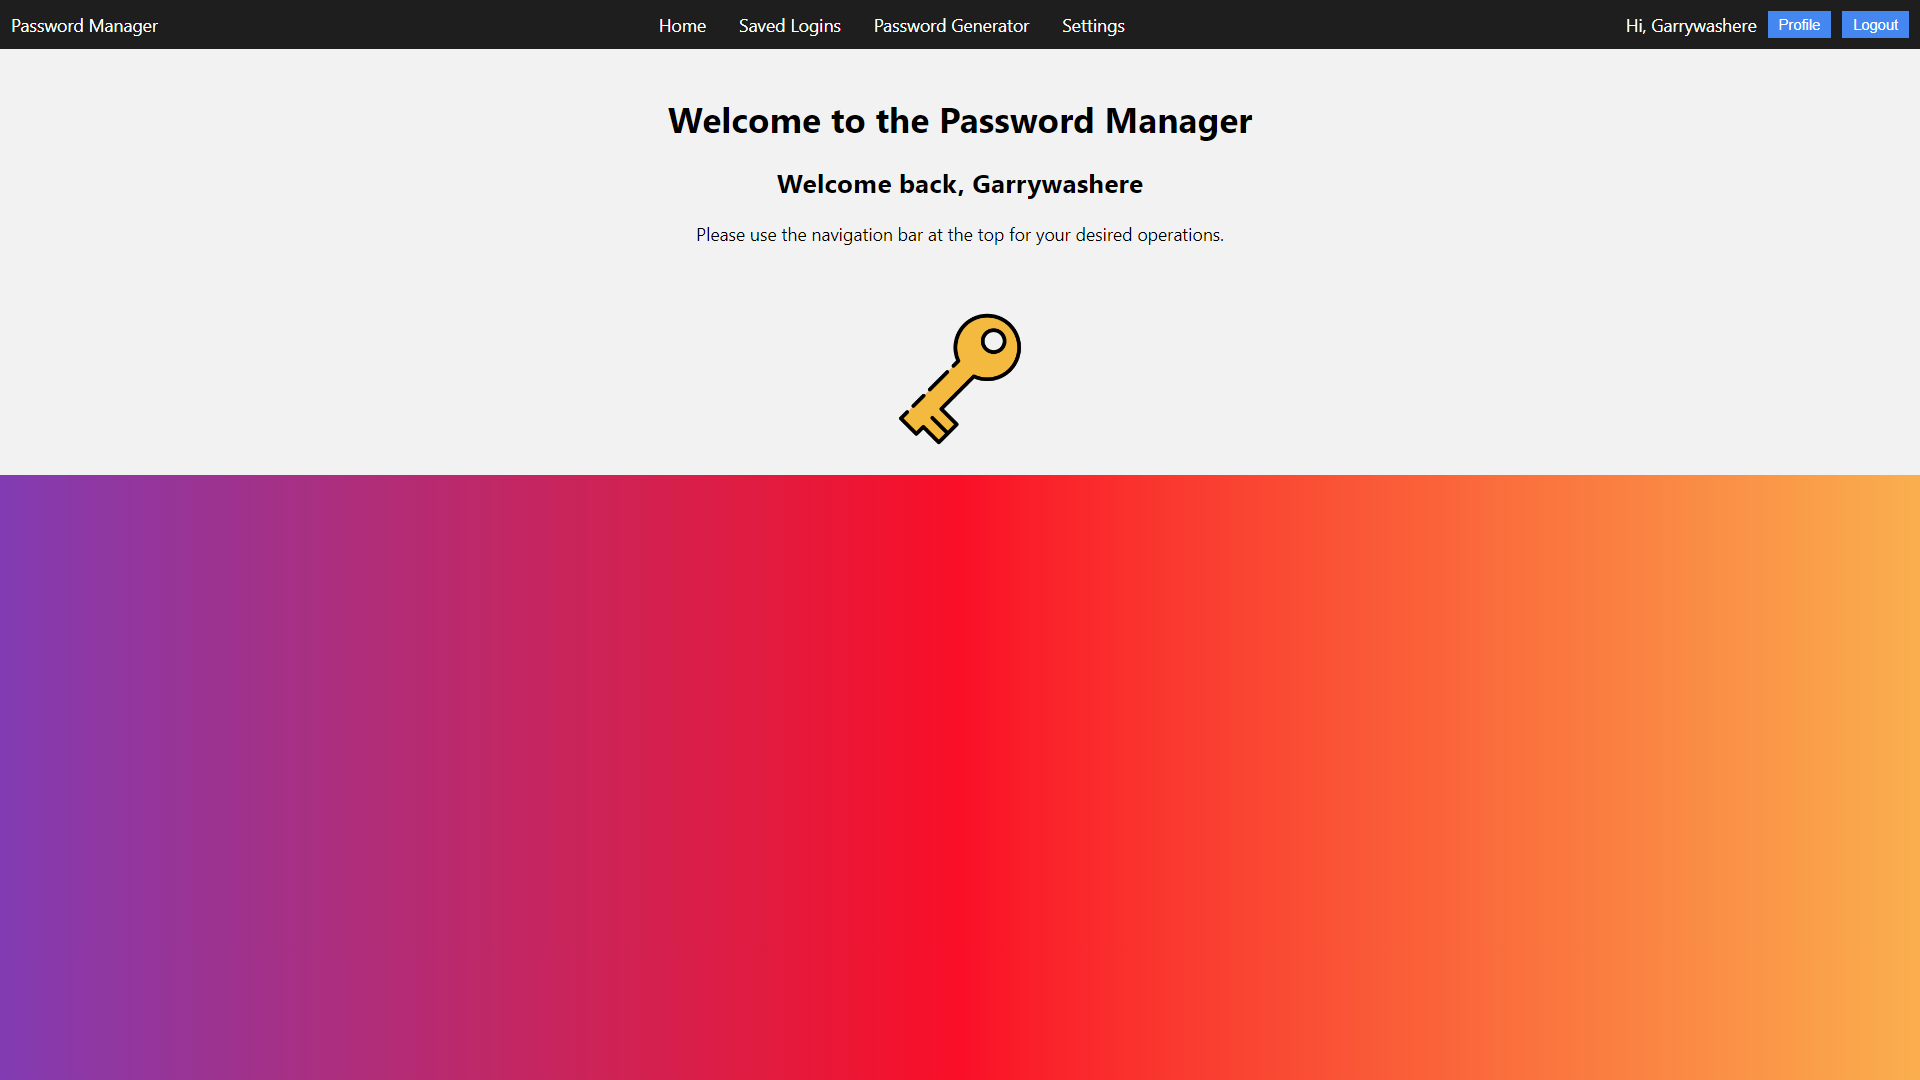 Password Manager Home Saved Logins Password Generator Settings Hi, Garrywashere Profile Logout
Welcome to the Password Manager
Welcome back, Garrywashere
Please use the navigation bar at the top for your desired operations.